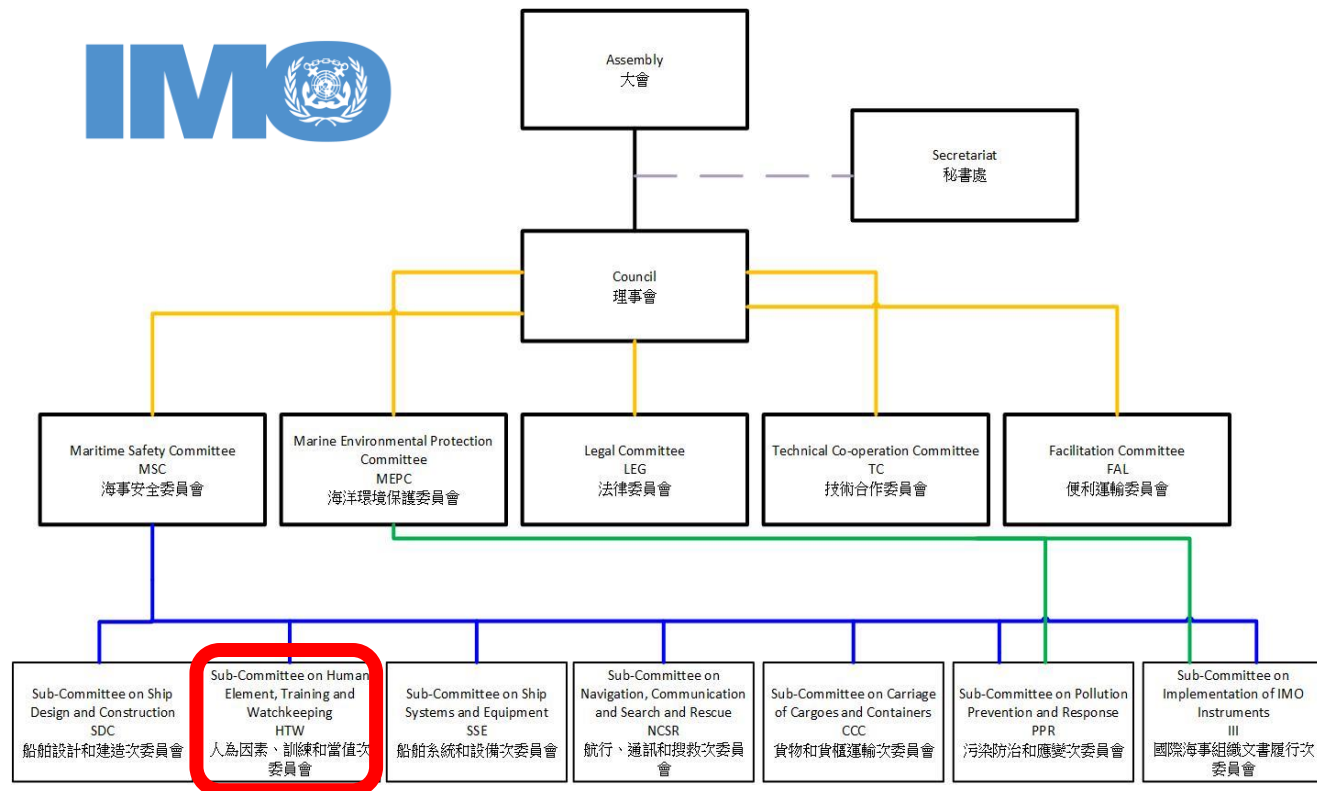 IMO
Assembly
大會
Secretariat
秘書處
Council
理事會
Maritime Safety Committee
MSC
海事安全委員會
Marine Environmental Protection
Committee
MEPC
海洋環境保護委員會
Legal Committee
LEG
法律委員會
Technical Co-operation Committee
TC
技術合作委員會
Facilitation Committee
FAL
便利運輸委員會
Sub-Committee on Ship
Design and Construction
SDC
船舶設計和建造次委員會
Sub-Committee on Human
Element, Training and
Watchkeeping
HTW
人為因素、訓練和當值次
委員會
Sub-Committee on Ship
Systems and Equipment
SSE
船舶系統和設備次委員會
Sub-Committee on
Navigation, Communication
and Search and Rescue
NCSR
航行、通訊和搜救次委員
會
Sub-Committee on Carriage
of Cargoes and Containers
CCC
貨物和貨櫃運輸次委員會
Sub-Committee on Pollution
Prevention and Response
PPR
污染防治和應變次委員會
Sub-Committee on
Implementation of IMO
Instruments
III
國際海事組織文書履行次
委員會